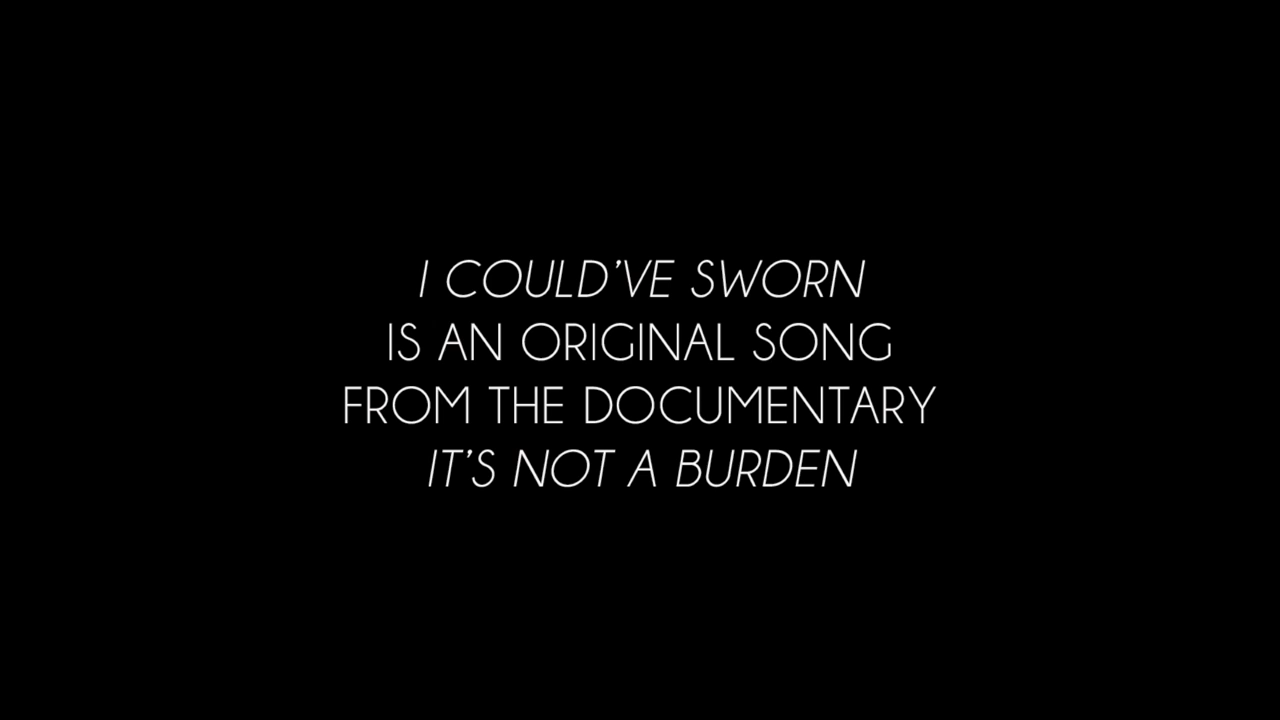 I COULD’VE SWORN
IS AN ORIGINAL SONG
FROM THE DOCUMENTARY
IT’S NOT A BURDEN